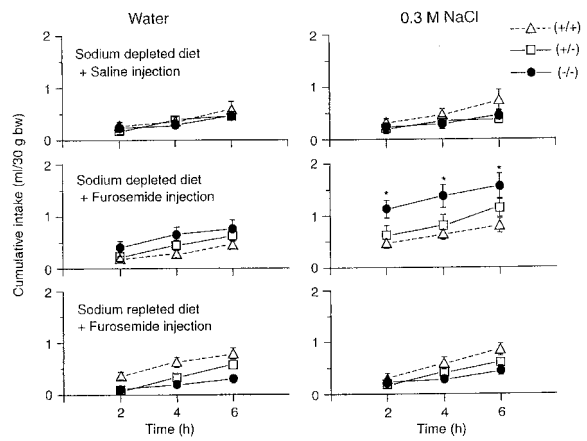 Water
0.3 M NaCl
(+/+)
(+/-)
(-/-)
Cumulative intake (ml/30 g bw)
2
Sodium depleted diet
+ Saline injection
1
0
2
1
0
2
Sodium depleted diet
+ Furosemide injection
1
0
2
* * *
1
0
2
Sodium repleted diet
+ Furosemide injection
1
0
2
1
0
2 4 6
Time (h)
2 4 6
Time (h)